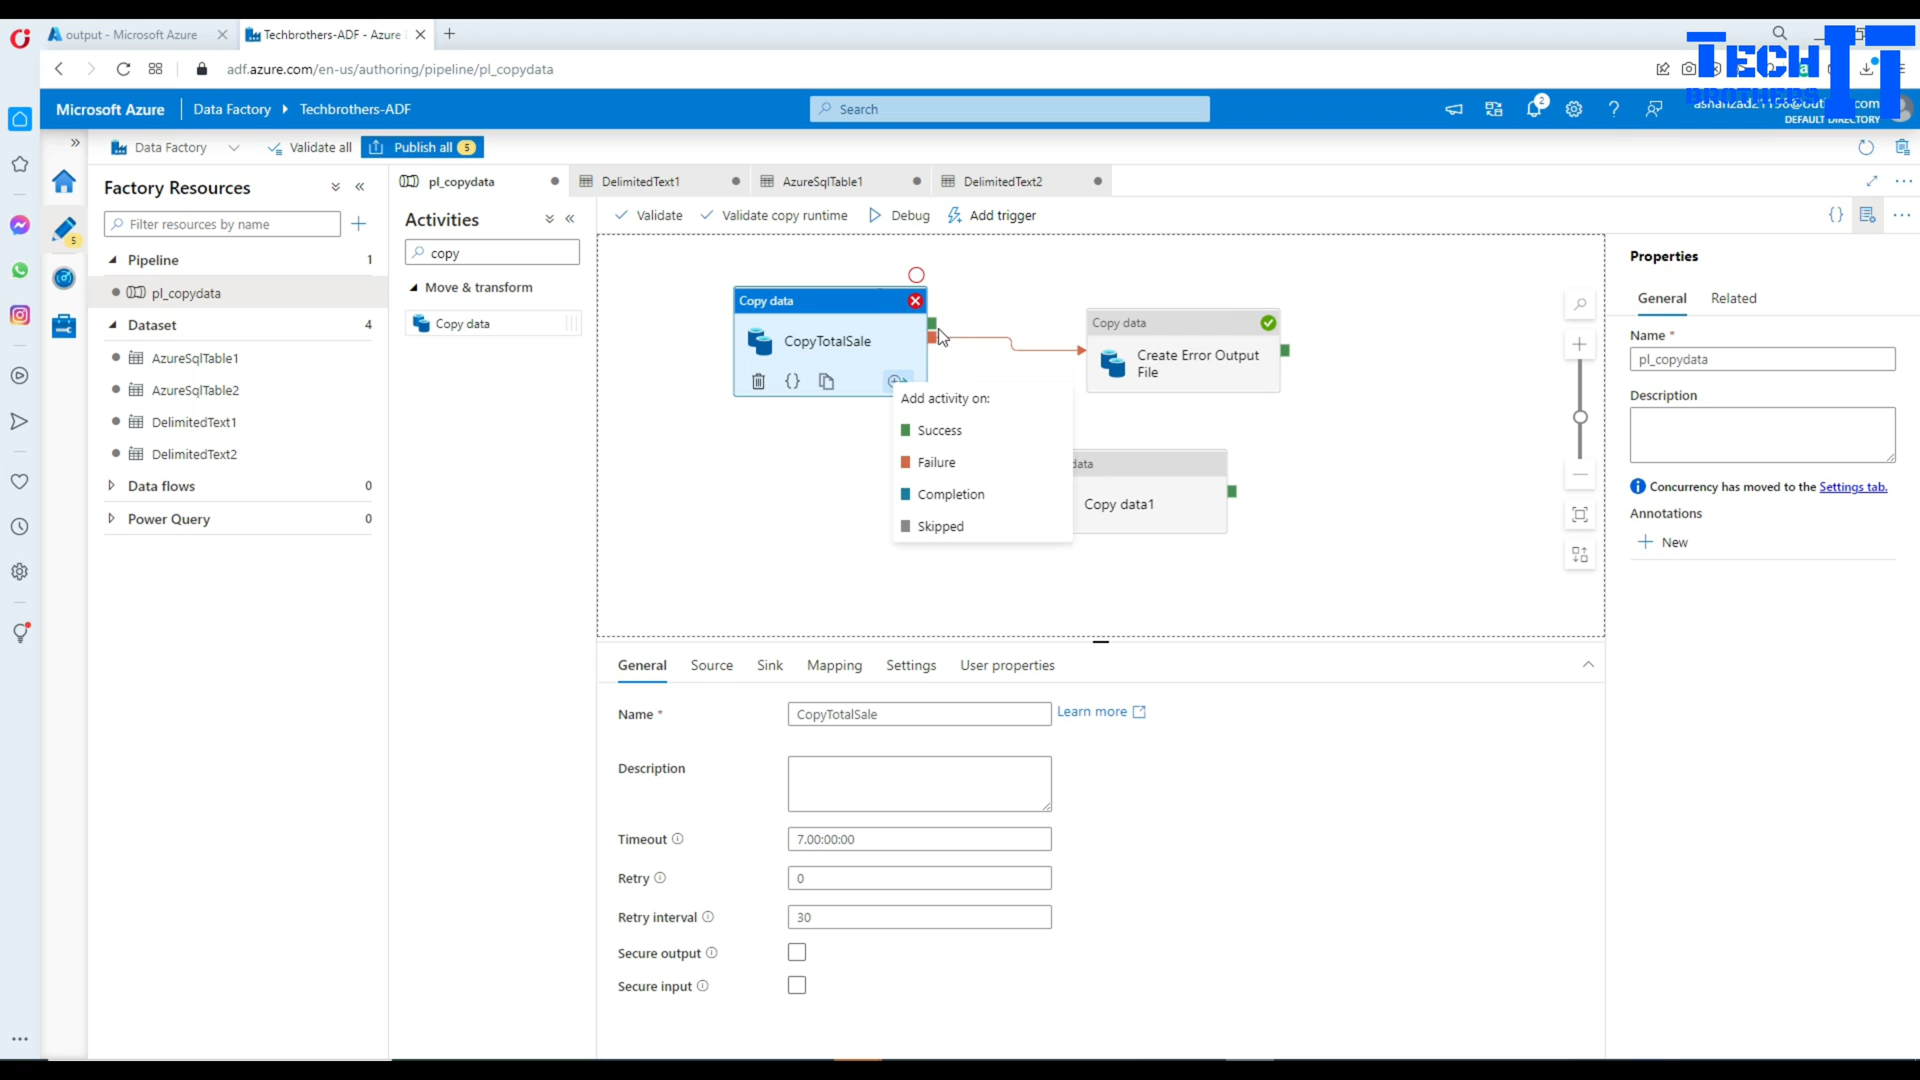 output - Microsoft Azure
Techbrothers-ADF - Azure
adf.azure.com/en-us/authoring/pipeline/pl_copydata
TECH IT
BROTHERS
Microsoft Azure
Data Factory
Techbrothers-ADF
Search
2
DEFAULT DIRECTORY
Data Factory
Validate all
Publish all
5
Factory Resources
Filter resources by name
5
Pipeline
1
pl_copydata
Dataset
4
AzureSqlTable1
AzureSqlTable2
DelimitedText1
DelimitedText2
Data flows
0
Power Query
0
pl_copydata
DelimitedText1
AzureSqlTable1
DelimitedText2
Activities
copy
Move & transform
Copy data
Validate
Validate copy runtime
Debug
Add trigger
Copy data
CopyTotalSale
Copy data
Create Error Output
File
Add activity on:
Success
Failure
Completion
Skipped
data
Copy data1
General
Source
Sink
Mapping
Settings
User properties
Name *
CopyTotalSale
Learn more
Description
Timeout
7.00:00:00
Retry
0
Retry interval
30
Secure output
Secure input
Properties
General
Related
Name *
pl_copydata
Description
Concurrency has moved to the Settings tab.
Annotations
New